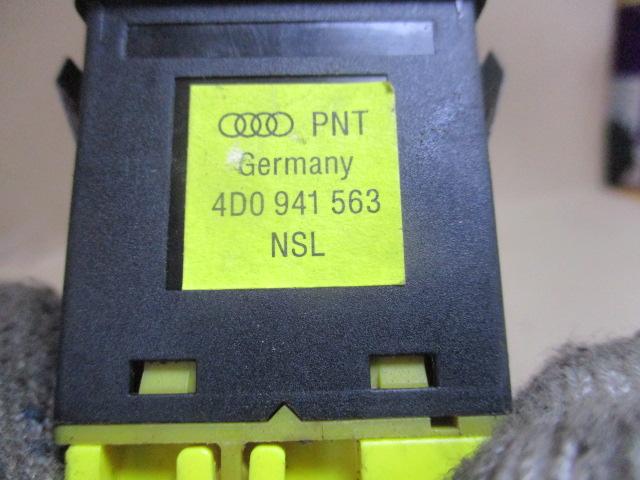 PNT
Germany
4D0 941 563
NSL